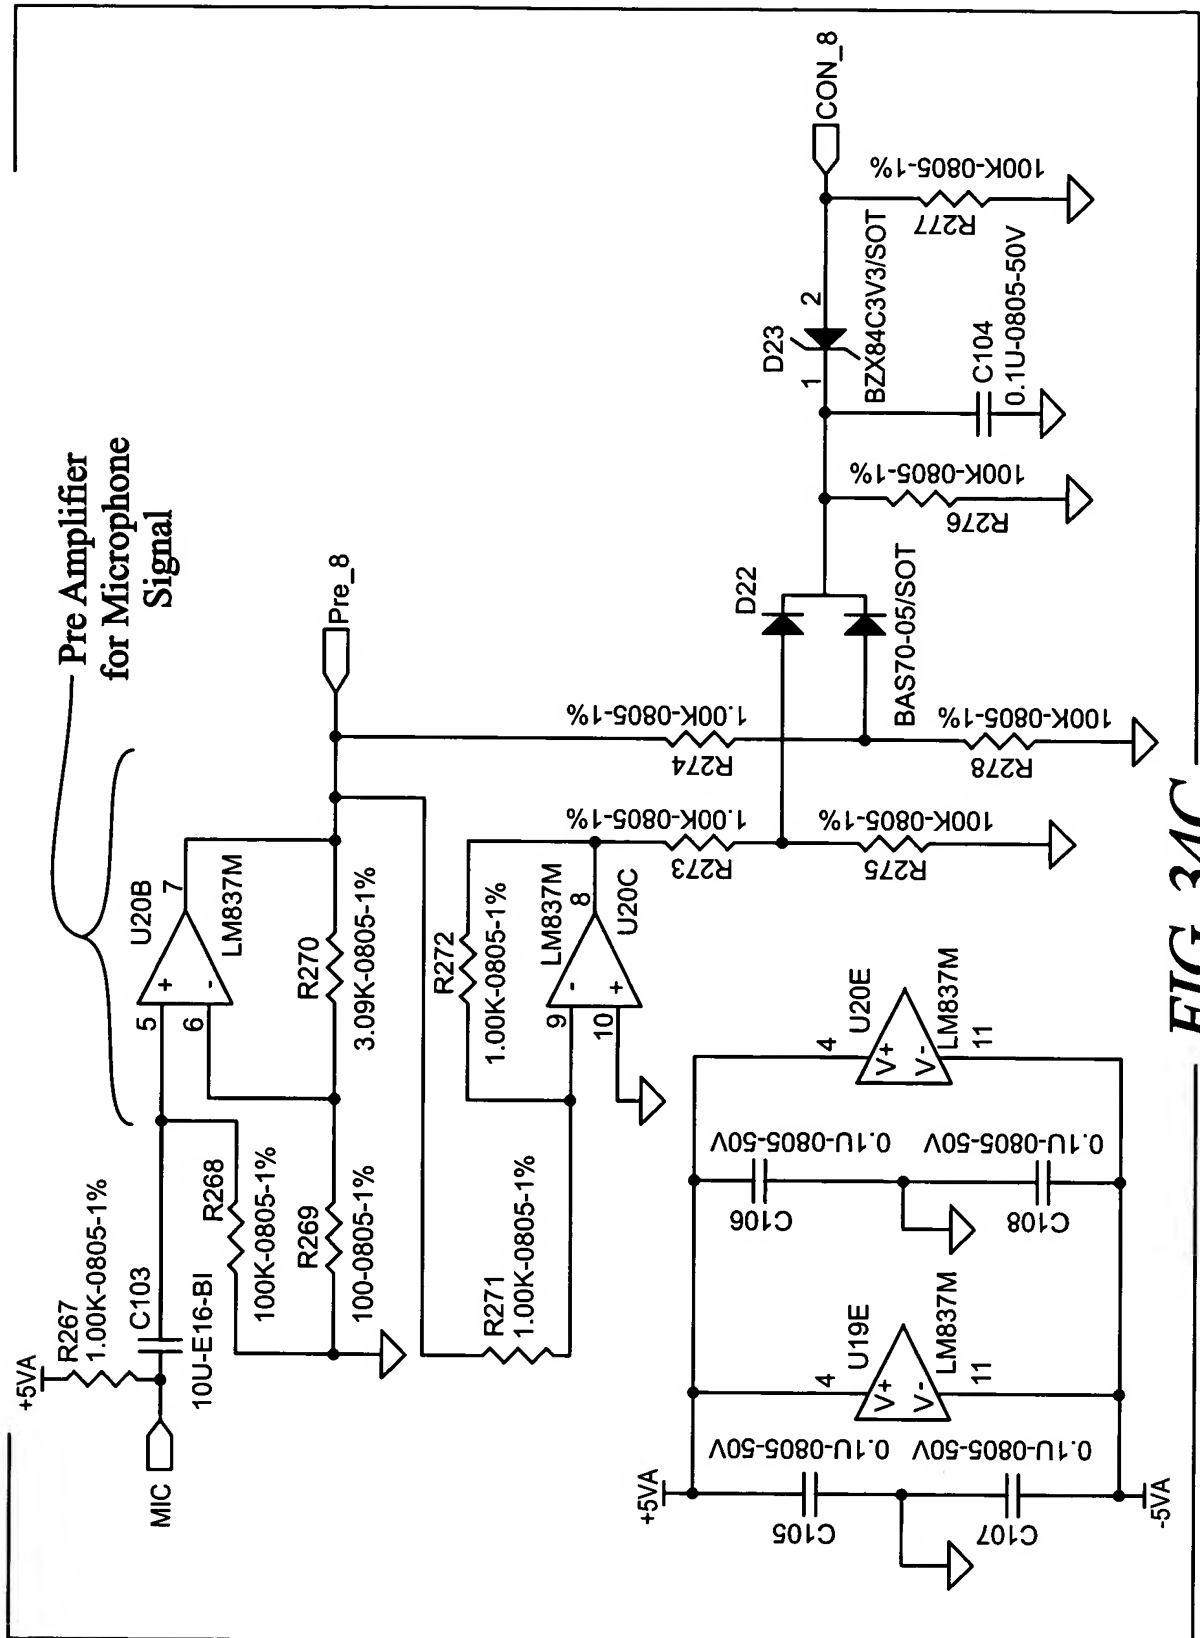 Pre Amplifier
for Microphone
Signal
+5VA
R267
1.00K-0805-1%
MIC
C103
10U-E16-BI
R268
100K-0805-1%
R269
100-0805-1%
5
6
+
-
U20B
7
LM837M
R270
3.09K-0805-1%
Pre_8
R271
1.00K-0805-1%
R272
1.00K-0805-1%
9
10
-
+
LM837M
8
U20C
R273
1.00K-0805-1%
R274
1.00K-0805-1%
R275
100K-0805-1%
R278
100K-0805-1%
D22
BAS70-05/SOT
R276
100K-0805-1%
D23
1
2
BZX84C3V3/SOT
C104
0.1U-0805-50V
R277
100K-0805-1%
CON_8
+5VA
-5VA
C105
0.1U-0805-50V
C107
0.1U-0805-50V
4
U19E
V+
V-
LM837M
11
C106
0.1U-0805-50V
C108
0.1U-0805-50V
4
U20E
V+
V-
LM837M
11
FIG. 34C